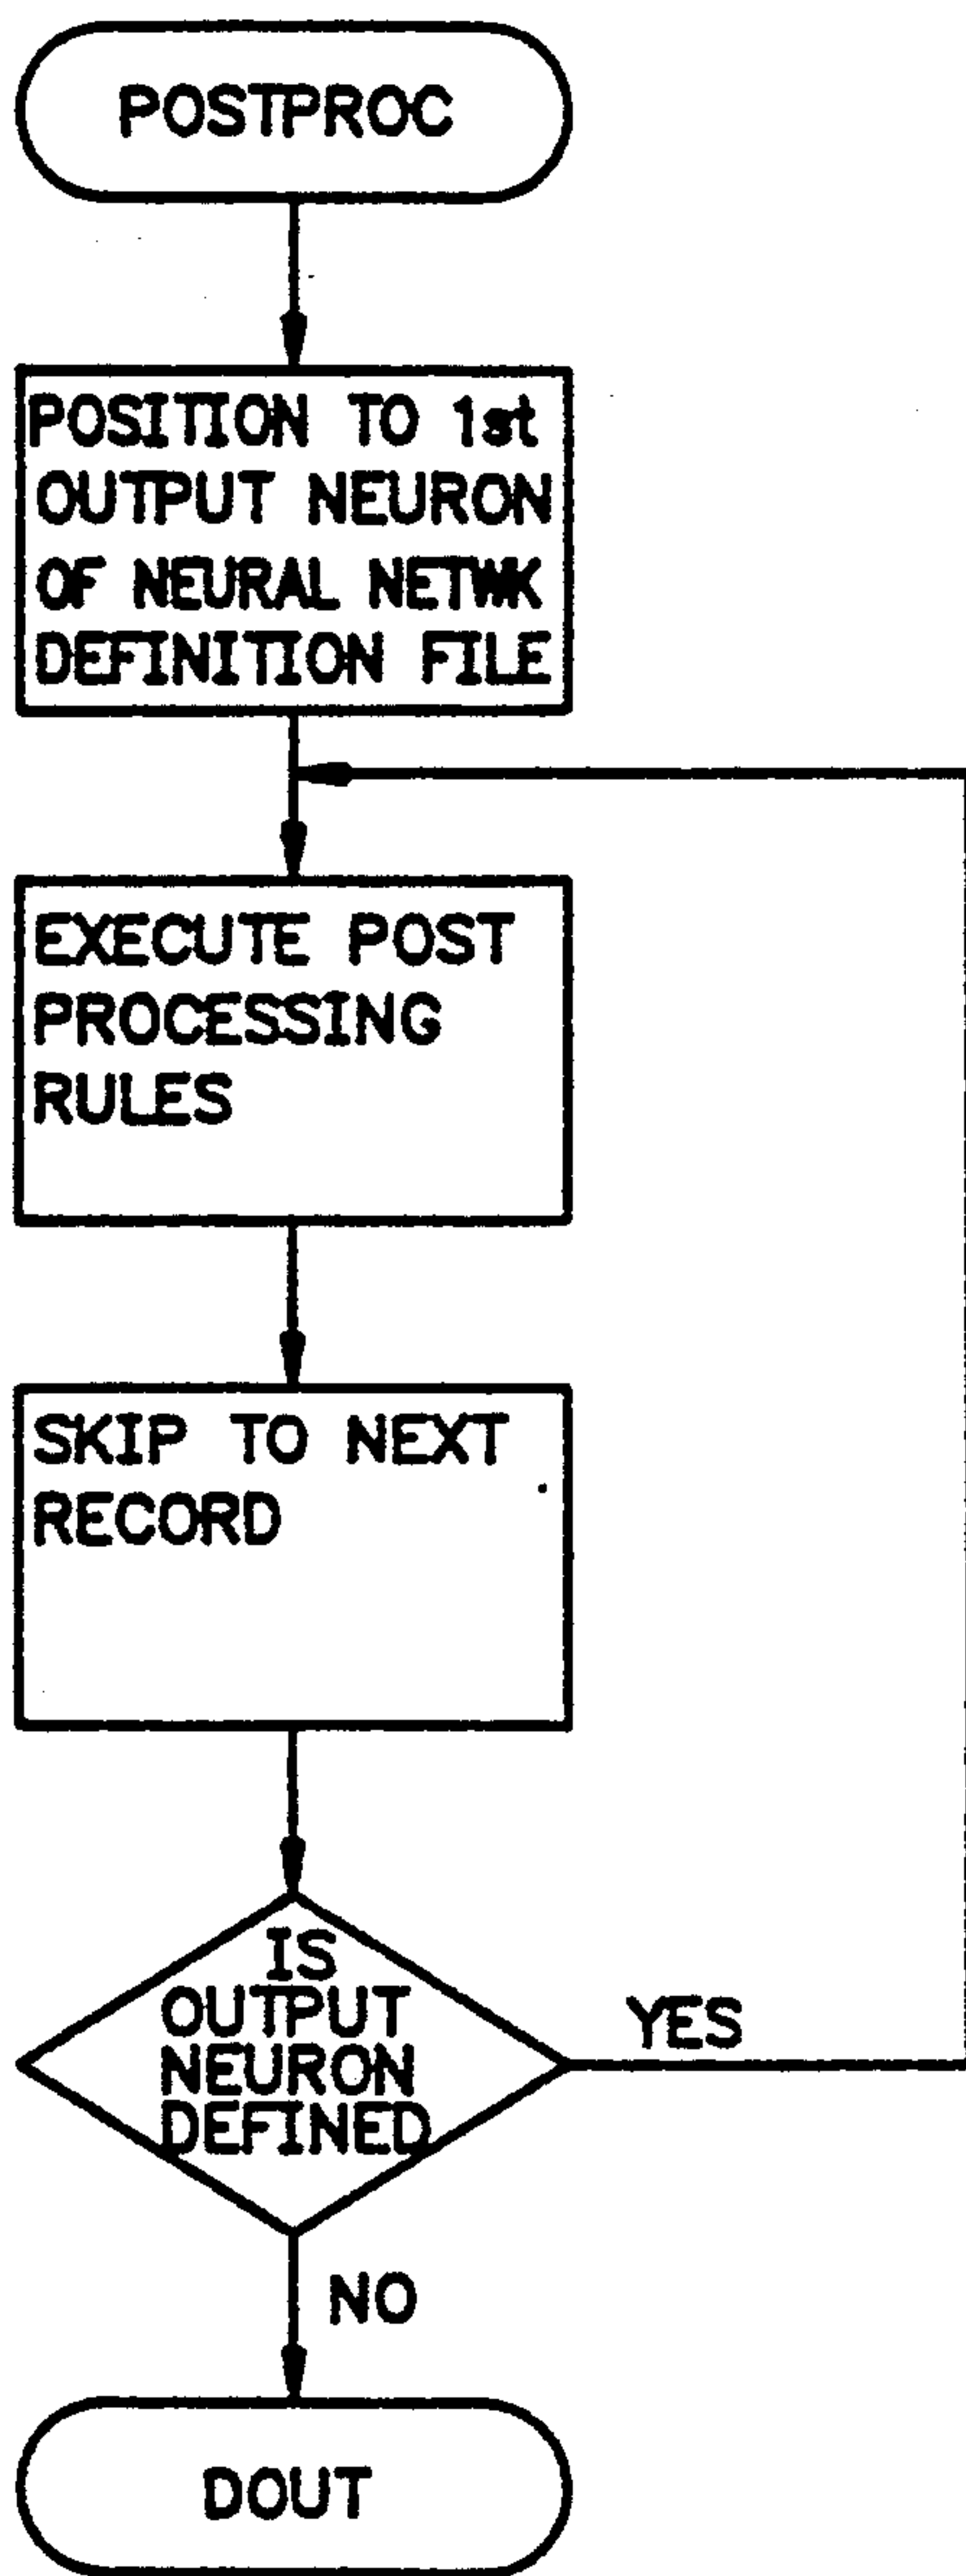 POSTPROC
POSITION TO 1st
OUTPUT NEURON
OF NEURAL NETWK
DEFINITION FILE
EXECUTE POST
PROCESSING
RULES
SKIP TO NEXT
RECORD
IS
OUTPUT
NEURON
DEFINED
YES
NO
DOUT